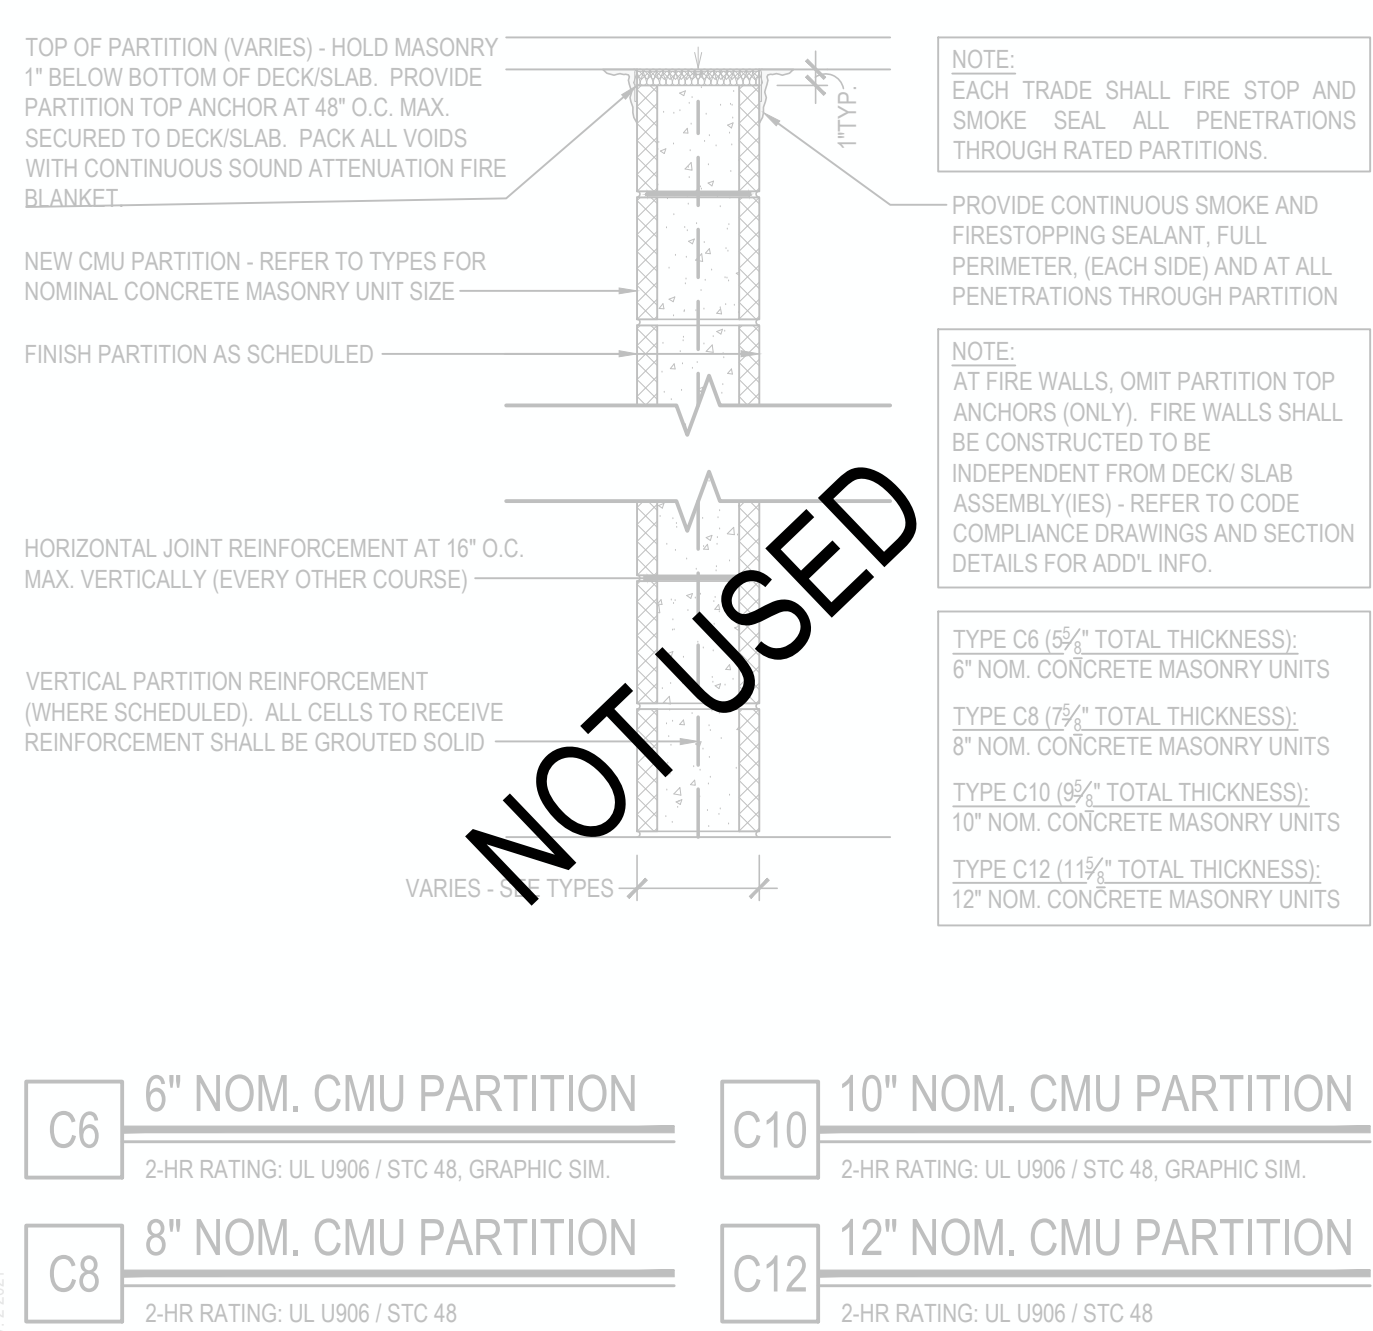 TOP OF PARTITION (VARIES) - HOLD MASONRY
1" BELOW BOTTOM OF DECK/SLAB. PROVIDE
PARTITION TOP ANCHOR AT 48" O.C. MAX.
SECURED TO DECK/SLAB. PACK ALL VOIDS
WITH CONTINUOUS SOUND ATTENUATION FIRE
BLANKET.
NEW CMU PARTITION - REFER TO TYPES FOR
NOMINAL CONCRETE MASONRY UNIT SIZE
FINISH PARTITION AS SCHEDULED
HORIZONTAL JOINT REINFORCEMENT AT 16" O.C.
MAX. VERTICALLY (EVERY OTHER COURSE)
VERTICAL PARTITION REINFORCEMENT
(WHERE SCHEDULED). ALL CELLS TO RECEIVE
REINFORCEMENT SHALL BE GROUTED SOLID
VARIES - SEE TYPES
1"TYP.
NOT USED
NOTE:
EACH TRADE SHALL FIRE STOP AND
SMOKE SEAL ALL PENETRATIONS
THROUGH RATED PARTITIONS.
PROVIDE CONTINUOUS SMOKE AND
FIRESTOPPING SEALANT, FULL
PERIMETER, (EACH SIDE) AND AT ALL
PENETRATIONS THROUGH PARTITION
NOTE:
AT FIRE WALLS, OMIT PARTITION TOP
ANCHORS (ONLY). FIRE WALLS SHALL
BE CONSTRUCTED TO BE
INDEPENDENT FROM DECK/ SLAB
ASSEMBLY(IES) - REFER TO CODE
COMPLIANCE DRAWINGS AND SECTION
DETAILS FOR ADD'L INFO.
TYPE C6 (5⅝" TOTAL THICKNESS):
6" NOM. CONCRETE MASONRY UNITS
TYPE C8 (7⅝" TOTAL THICKNESS):
8" NOM. CONCRETE MASONRY UNITS
TYPE C10 (9⅝" TOTAL THICKNESS):
10" NOM. CONCRETE MASONRY UNITS
TYPE C12 (11⅝" TOTAL THICKNESS):
12" NOM. CONCRETE MASONRY UNITS
C6
6" NOM. CMU PARTITION
2-HR RATING: UL U906 / STC 48, GRAPHIC SIM.
C10
10" NOM. CMU PARTITION
2-HR RATING: UL U906 / STC 48, GRAPHIC SIM.
C8
8" NOM. CMU PARTITION
2-HR RATING: UL U906 / STC 48
C12
12" NOM. CMU PARTITION
2-HR RATING: UL U906 / STC 48